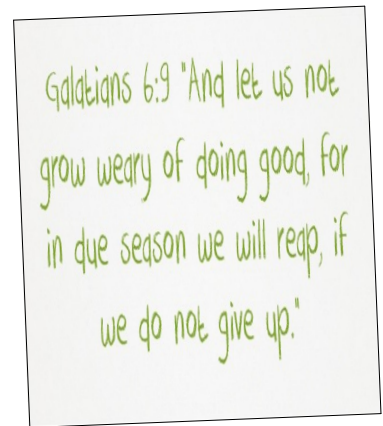 Galatians 6:9 "And let us not
grow weary of doing good, for
in due season we will reap, if
we do not give up."